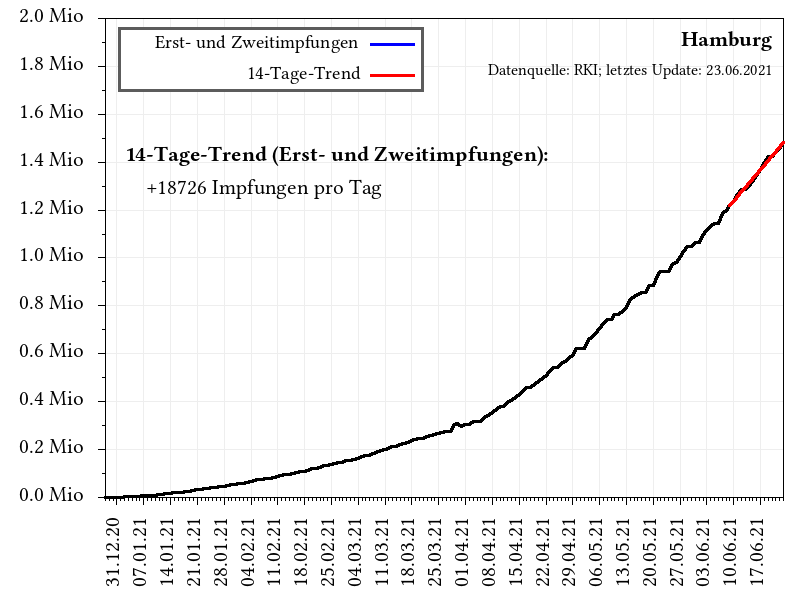 2.0 Mio
1.8 Mio
1.6 Mio
1.4 Mio
1.2 Mio
1.0 Mio
0.8 Mio
0.6 Mio
0.4 Mio
0.2 Mio
0.0 Mio
Erst- und Zweitimpfungen
14-Tage-Trend
Hamburg
Datenquelle: RKI; letztes Update: 23.06.2021
14-Tage-Trend (Erst- und Zweitimpfungen):
+18726 Impfungen pro Tag
31.12.20
07.01.21
14.01.21
21.01.21
28.01.21
04.02.21
11.02.21
18.02.21
25.02.21
04.03.21
11.03.21
18.03.21
25.03.21
01.04.21
08.04.21
15.04.21
22.04.21
29.04.21
06.05.21
13.05.21
20.05.21
27.05.21
03.06.21
10.06.21
17.06.21